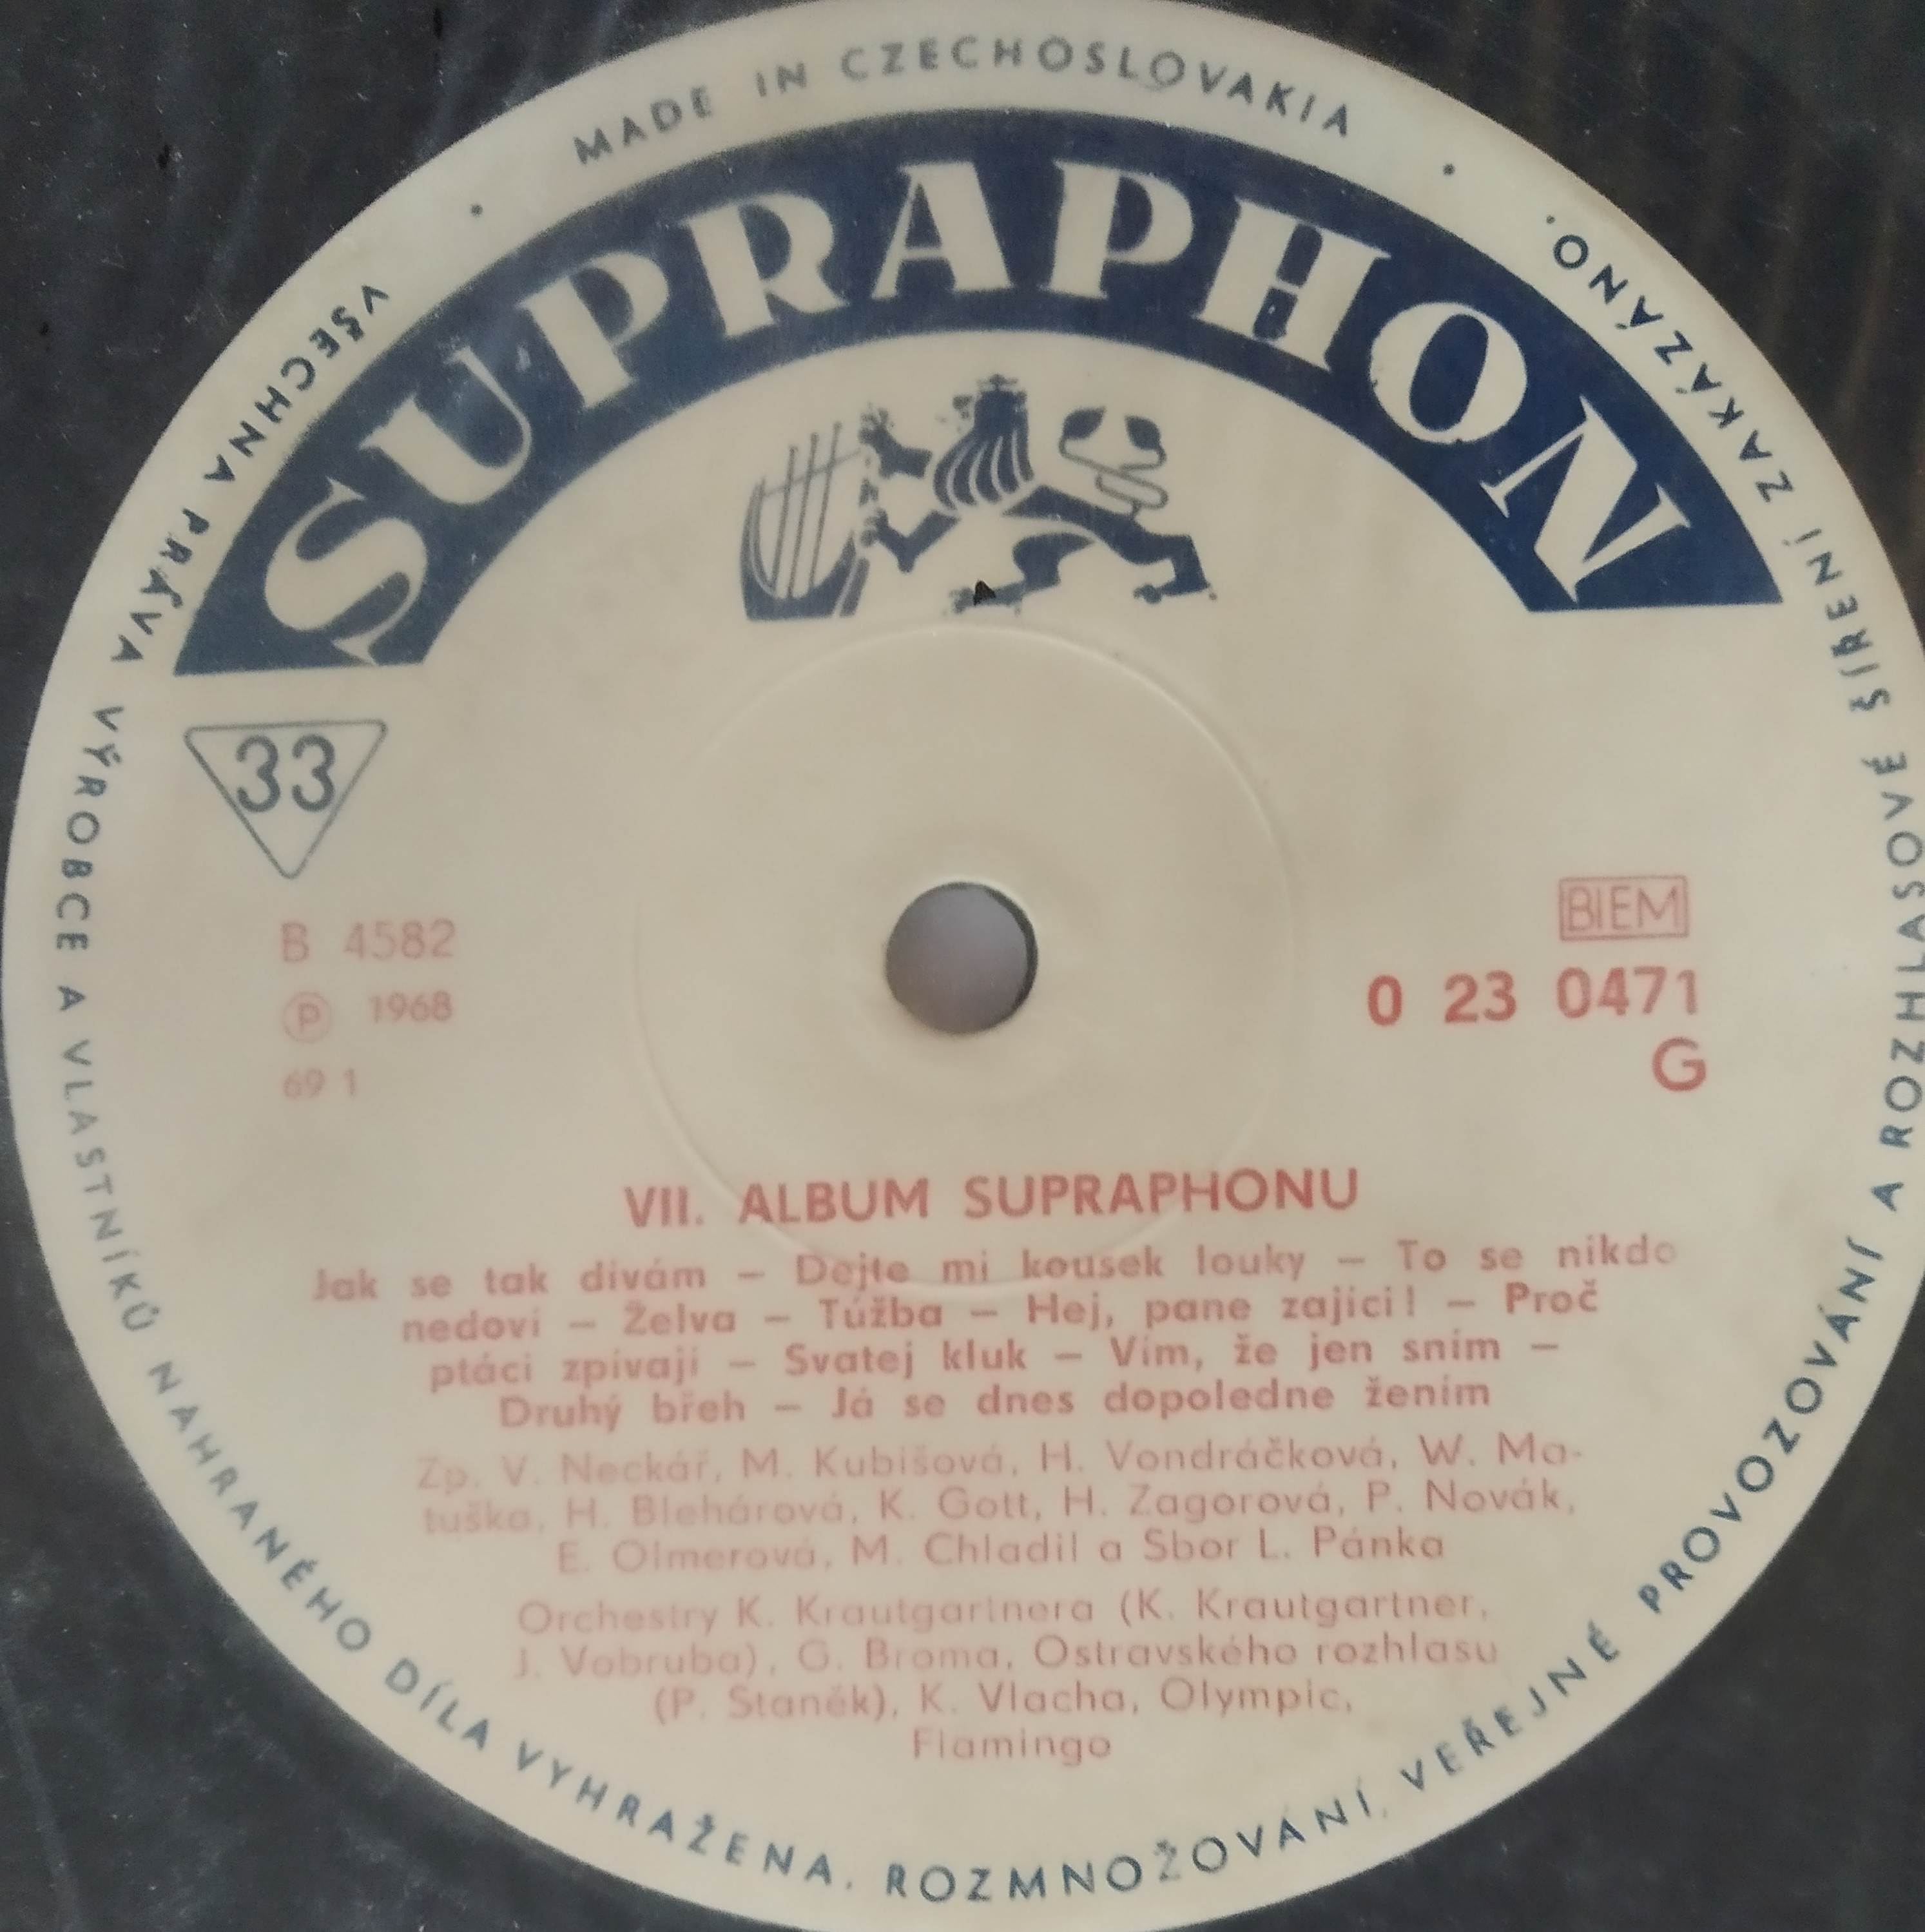 MADE IN CZECHOSLOVAKIA
VŠECHNA PRÁVA VÝROBCE A VLASTNÍKŮ NAHRANÉHO DÍLA VYHRAŽENA. ROZMNOŽOVÁNÍ, VEŘEJNÉ PROVOZOVÁNÍ A ROZHLASOVÉ ŠÍŘENÍ ZAKÁZÁNO.
SUPRAPHON
33
B 4582
Ⓟ 1968
69 1
BIEM
0 23 0471
G
VII. ALBUM SUPRAPHONU
Jak se tak dívám – Dejte mi kousek louky – To se nikdo
nedoví – Želva – Túžba – Hej, pane zajíci! – Proč
ptáci zpívají – Svatej kluk – Vím, že jen sním –
Druhý břeh – Já se dnes dopoledne žením
Zp. V. Neckář, M. Kubišová, H. Vondráčková, W. Ma-
tuška, H. Blehárová, K. Gott, H. Zagorová, P. Novák,
E. Olmerová, M. Chladil a Sbor L. Pánka
Orchestry K. Krautgartnera (K. Krautgartner,
J. Vobruba), G. Broma, Ostravského rozhlasu
(P. Staněk), K. Vlacha, Olympic,
Flamingo